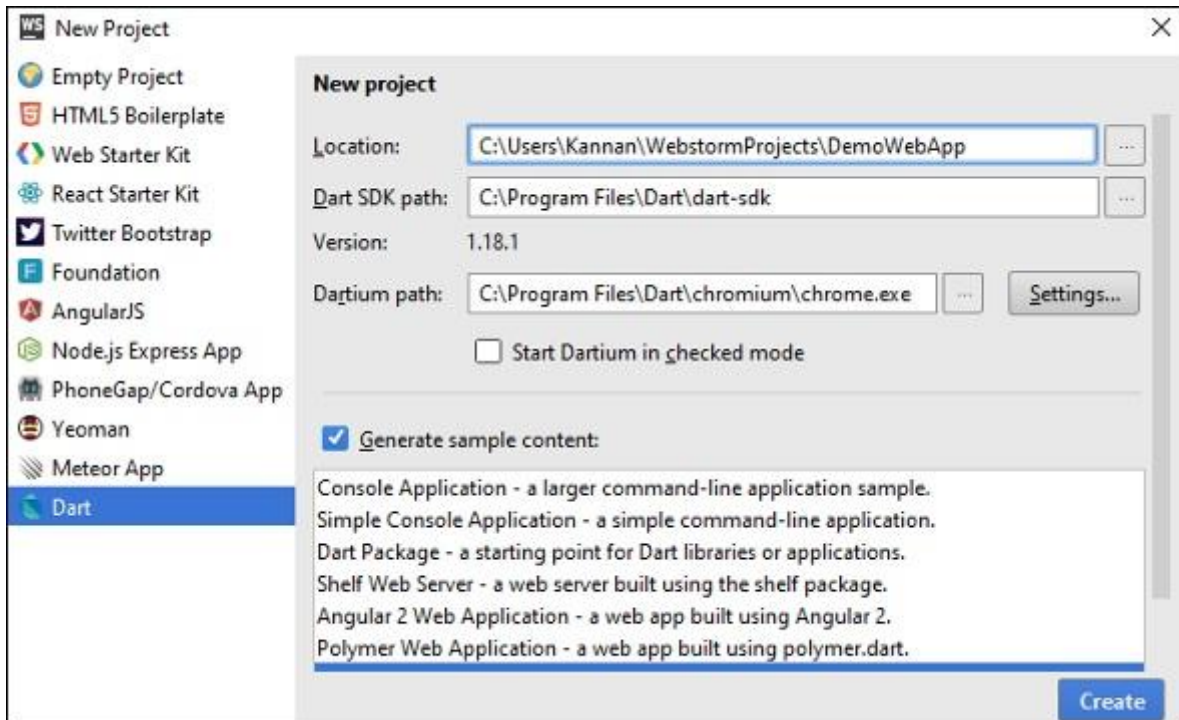 WS New Project
Empty Project
HTML5 Boilerplate
Web Starter Kit
React Starter Kit
Twitter Bootstrap
Foundation
AngularJS
Node.js Express App
PhoneGap/Cordova App
Yeoman
Meteor App
Dart
New project
Location: C:\Users\Kannan\WebstormProjects\DemoWebApp ...
Dart SDK path: C:\Program Files\Dart\dart-sdk ...
Version: 1.18.1
Dartium path: C:\Program Files\Dart\chromium\chrome.exe ... Settings...
Start Dartium in checked mode
Generate sample content:
Console Application - a larger command-line application sample.
Simple Console Application - a simple command-line application.
Dart Package - a starting point for Dart libraries or applications.
Shelf Web Server - a web server built using the shelf package.
Angular 2 Web Application - a web app built using Angular 2.
Polymer Web Application - a web app built using polymer.dart.
Create